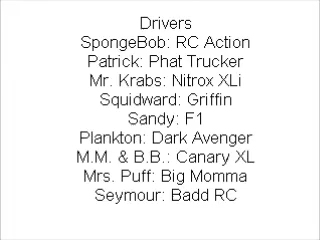 Drivers
SpongeBob: RC Action
Patrick: Phat Trucker
Mr. Krabs: Nitrox XLi
Squidward: Griffin
Sandy: F1
Plankton: Dark Avenger
M.M. & B.B.: Canary XL
Mrs. Puff: Big Momma
Seymour: Badd RC